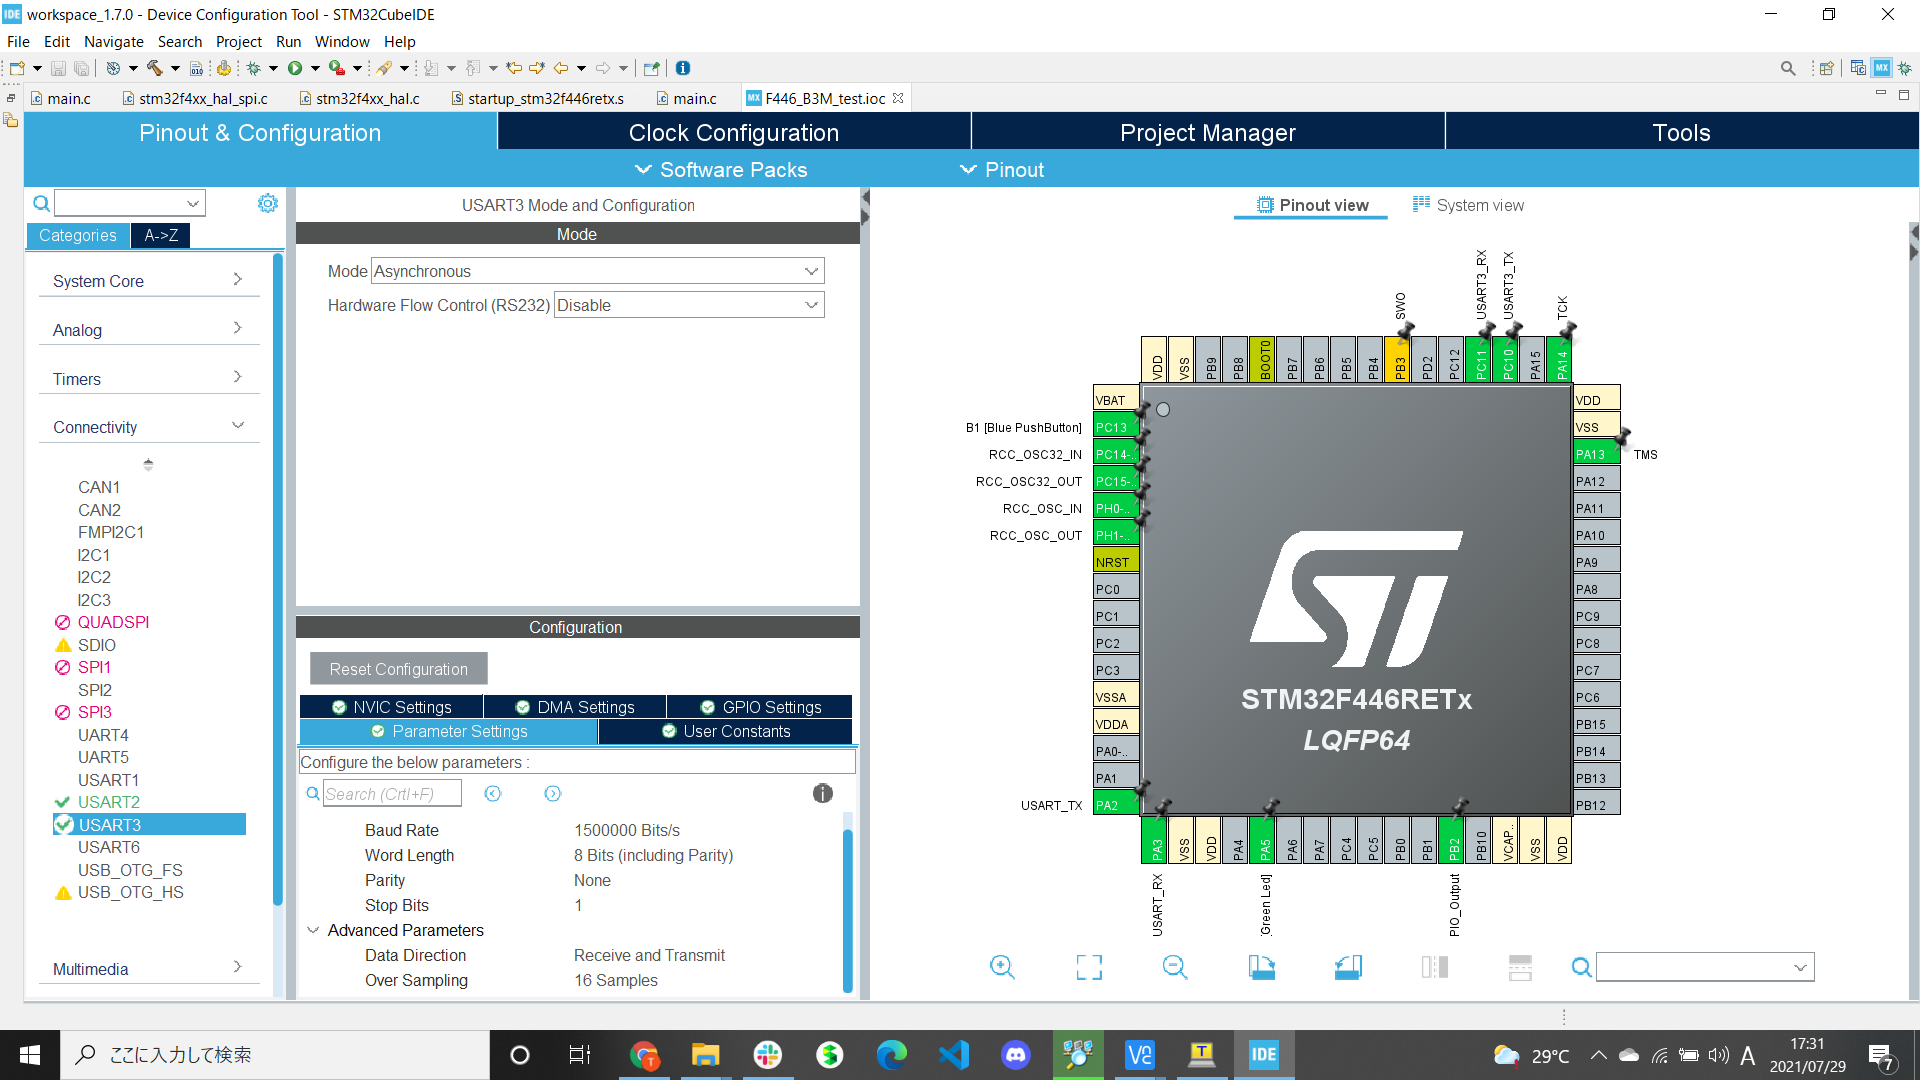 IDE workspace_1.7.0 - Device Configuration Tool - STM32CubeIDE
File Edit Navigate Search Project Run Window Help
main.c stm32f4xx_hal_spi.c stm32f4xx_hal.c startup_stm32f446retx.s main.c MX F446_B3M_test.ioc
Pinout & Configuration Clock Configuration Project Manager Tools
Software Packs Pinout
USART3 Mode and Configuration
Pinout view System view
Categories A->Z
Mode
System Core
Analog
Timers
Connectivity
CAN1
CAN2
FMPI2C1
I2C1
I2C2
I2C3
QUADSPI
SDIO
SPI1
SPI2
SPI3
UART4
UART5
USART1
USART2
USART3
USART6
USB_OTG_FS
USB_OTG_HS
Multimedia
Mode Asynchronous
Hardware Flow Control (RS232) Disable
Configuration
Reset Configuration
NVIC Settings DMA Settings GPIO Settings
Parameter Settings User Constants
Configure the below parameters :
Search (CrtI+F)
Baud Rate 1500000 Bits/s
Word Length 8 Bits (including Parity)
Parity None
Stop Bits 1
Advanced Parameters
Data Direction Receive and Transmit
Over Sampling 16 Samples
SWO USART3_RX USART3_TX TCK
VDD VSS PB9 PB8 BOOT0 PB7 PB6 PB5 PB4 PB3 PD2 PC12 PC11 PC10 PA15 PA14
VBAT
B1 [Blue PushButton] PC13
RCC_OSC32_IN PC14-..
RCC_OSC32_OUT PC15-..
RCC_OSC_IN PH0-..
RCC_OSC_OUT PH1-..
NRST
PC0
PC1
PC2
PC3
VSSA
VDDA
PA0-..
PA1
USART_TX PA2
VDD
VSS
PA13 TMS
PA12
PA11
PA10
PA9
PA8
PC9
PC8
PC7
PC6
PB15
PB14
PB13
PB12
ST
STM32F446RETx
LQFP64
PA3 VSS VDD PA4 PA5 PA6 PA7 PC4 PC5 PB0 PB1 PB2 PB10 VCAP.. VSS VDD
USART_RX Green Led] PIO_Output
ここに入力して検索
IDE
29°C
A
17:31
2021/07/29
7